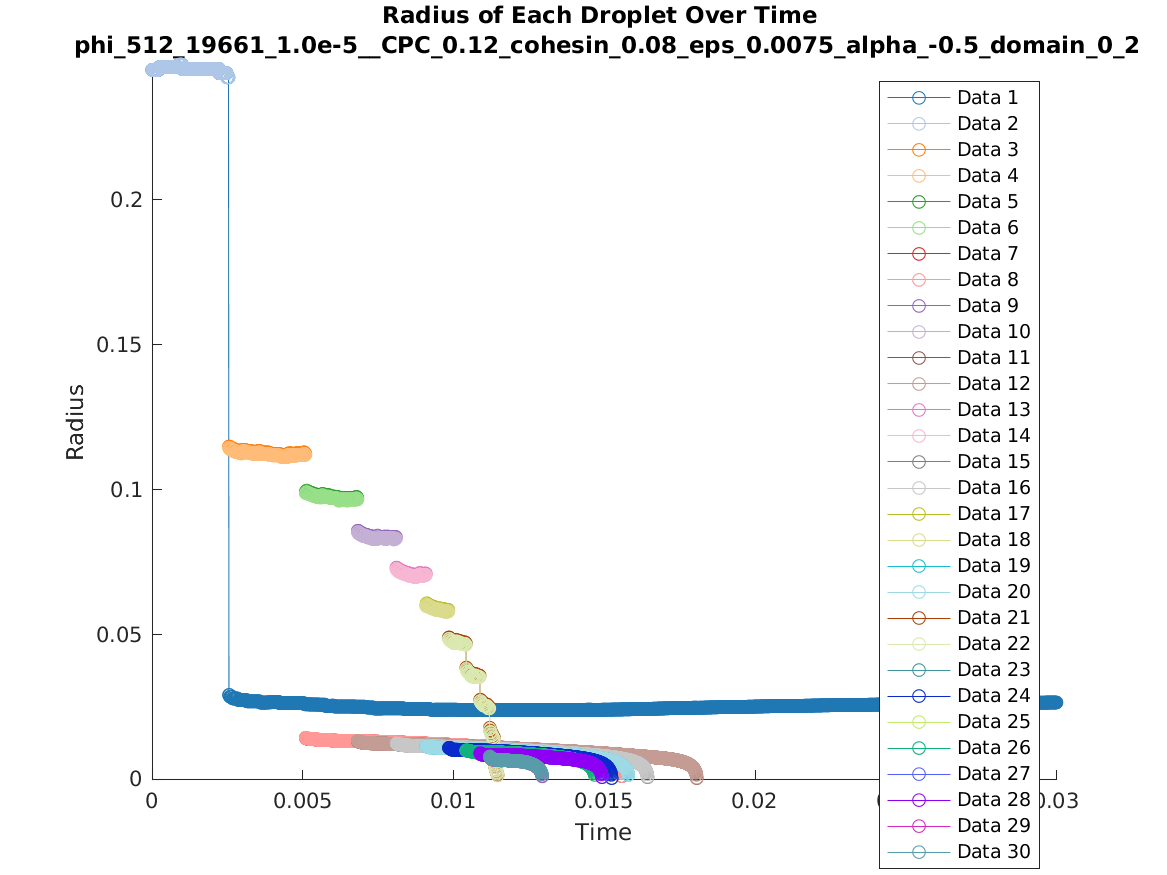 Radius of Each Droplet Over Time
phi_512_19661_1.0e-5__CPC_0.12_cohesin_0.08_eps_0.0075_alpha_-0.5_domain_0_2
Data 1
Data 2
Data 3
Data 4
Data 5
Data 6
Data 7
Data 8
Data 9
Data 10
Data 11
Data 12
Data 13
Data 14
Data 15
Data 16
Data 17
Data 18
Data 19
Data 20
Data 21
Data 22
Data 23
Data 24
Data 25
Data 26
Data 27
Data 28
Data 29
Data 30
0.2
0.15
0.1
0.05
0
Radius
0 0.005 0.01 0.015 0.02 0.03
Time